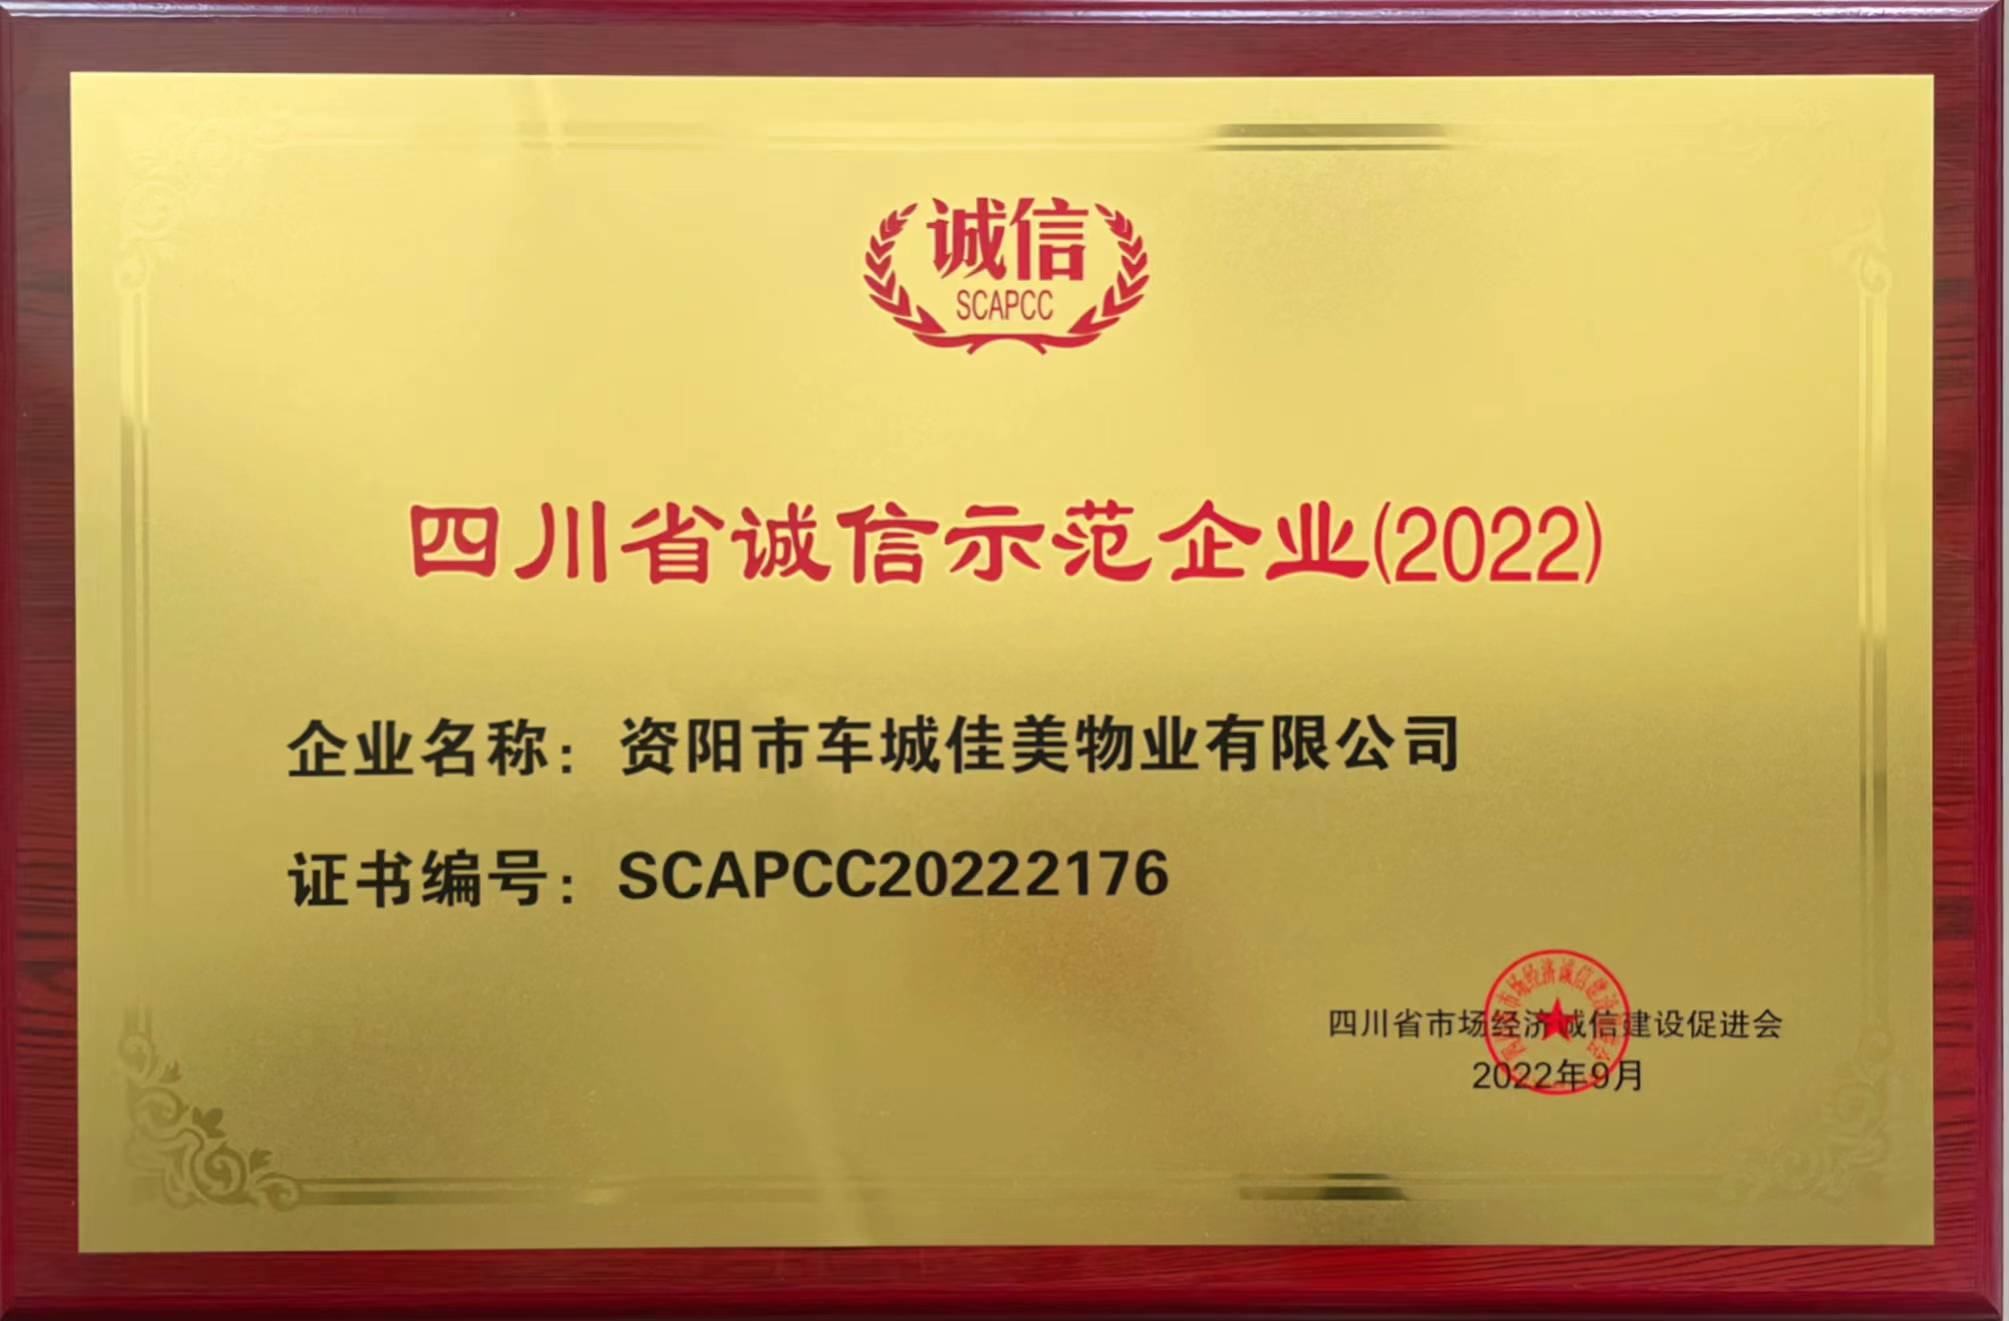 诚信
SCAPCC
四川省诚信示范企业(2022)
企业名称：资阳市车城佳美物业有限公司
证书编号：SCAPCC20222176
四川省市场经济诚信建设促进会
2022年9月